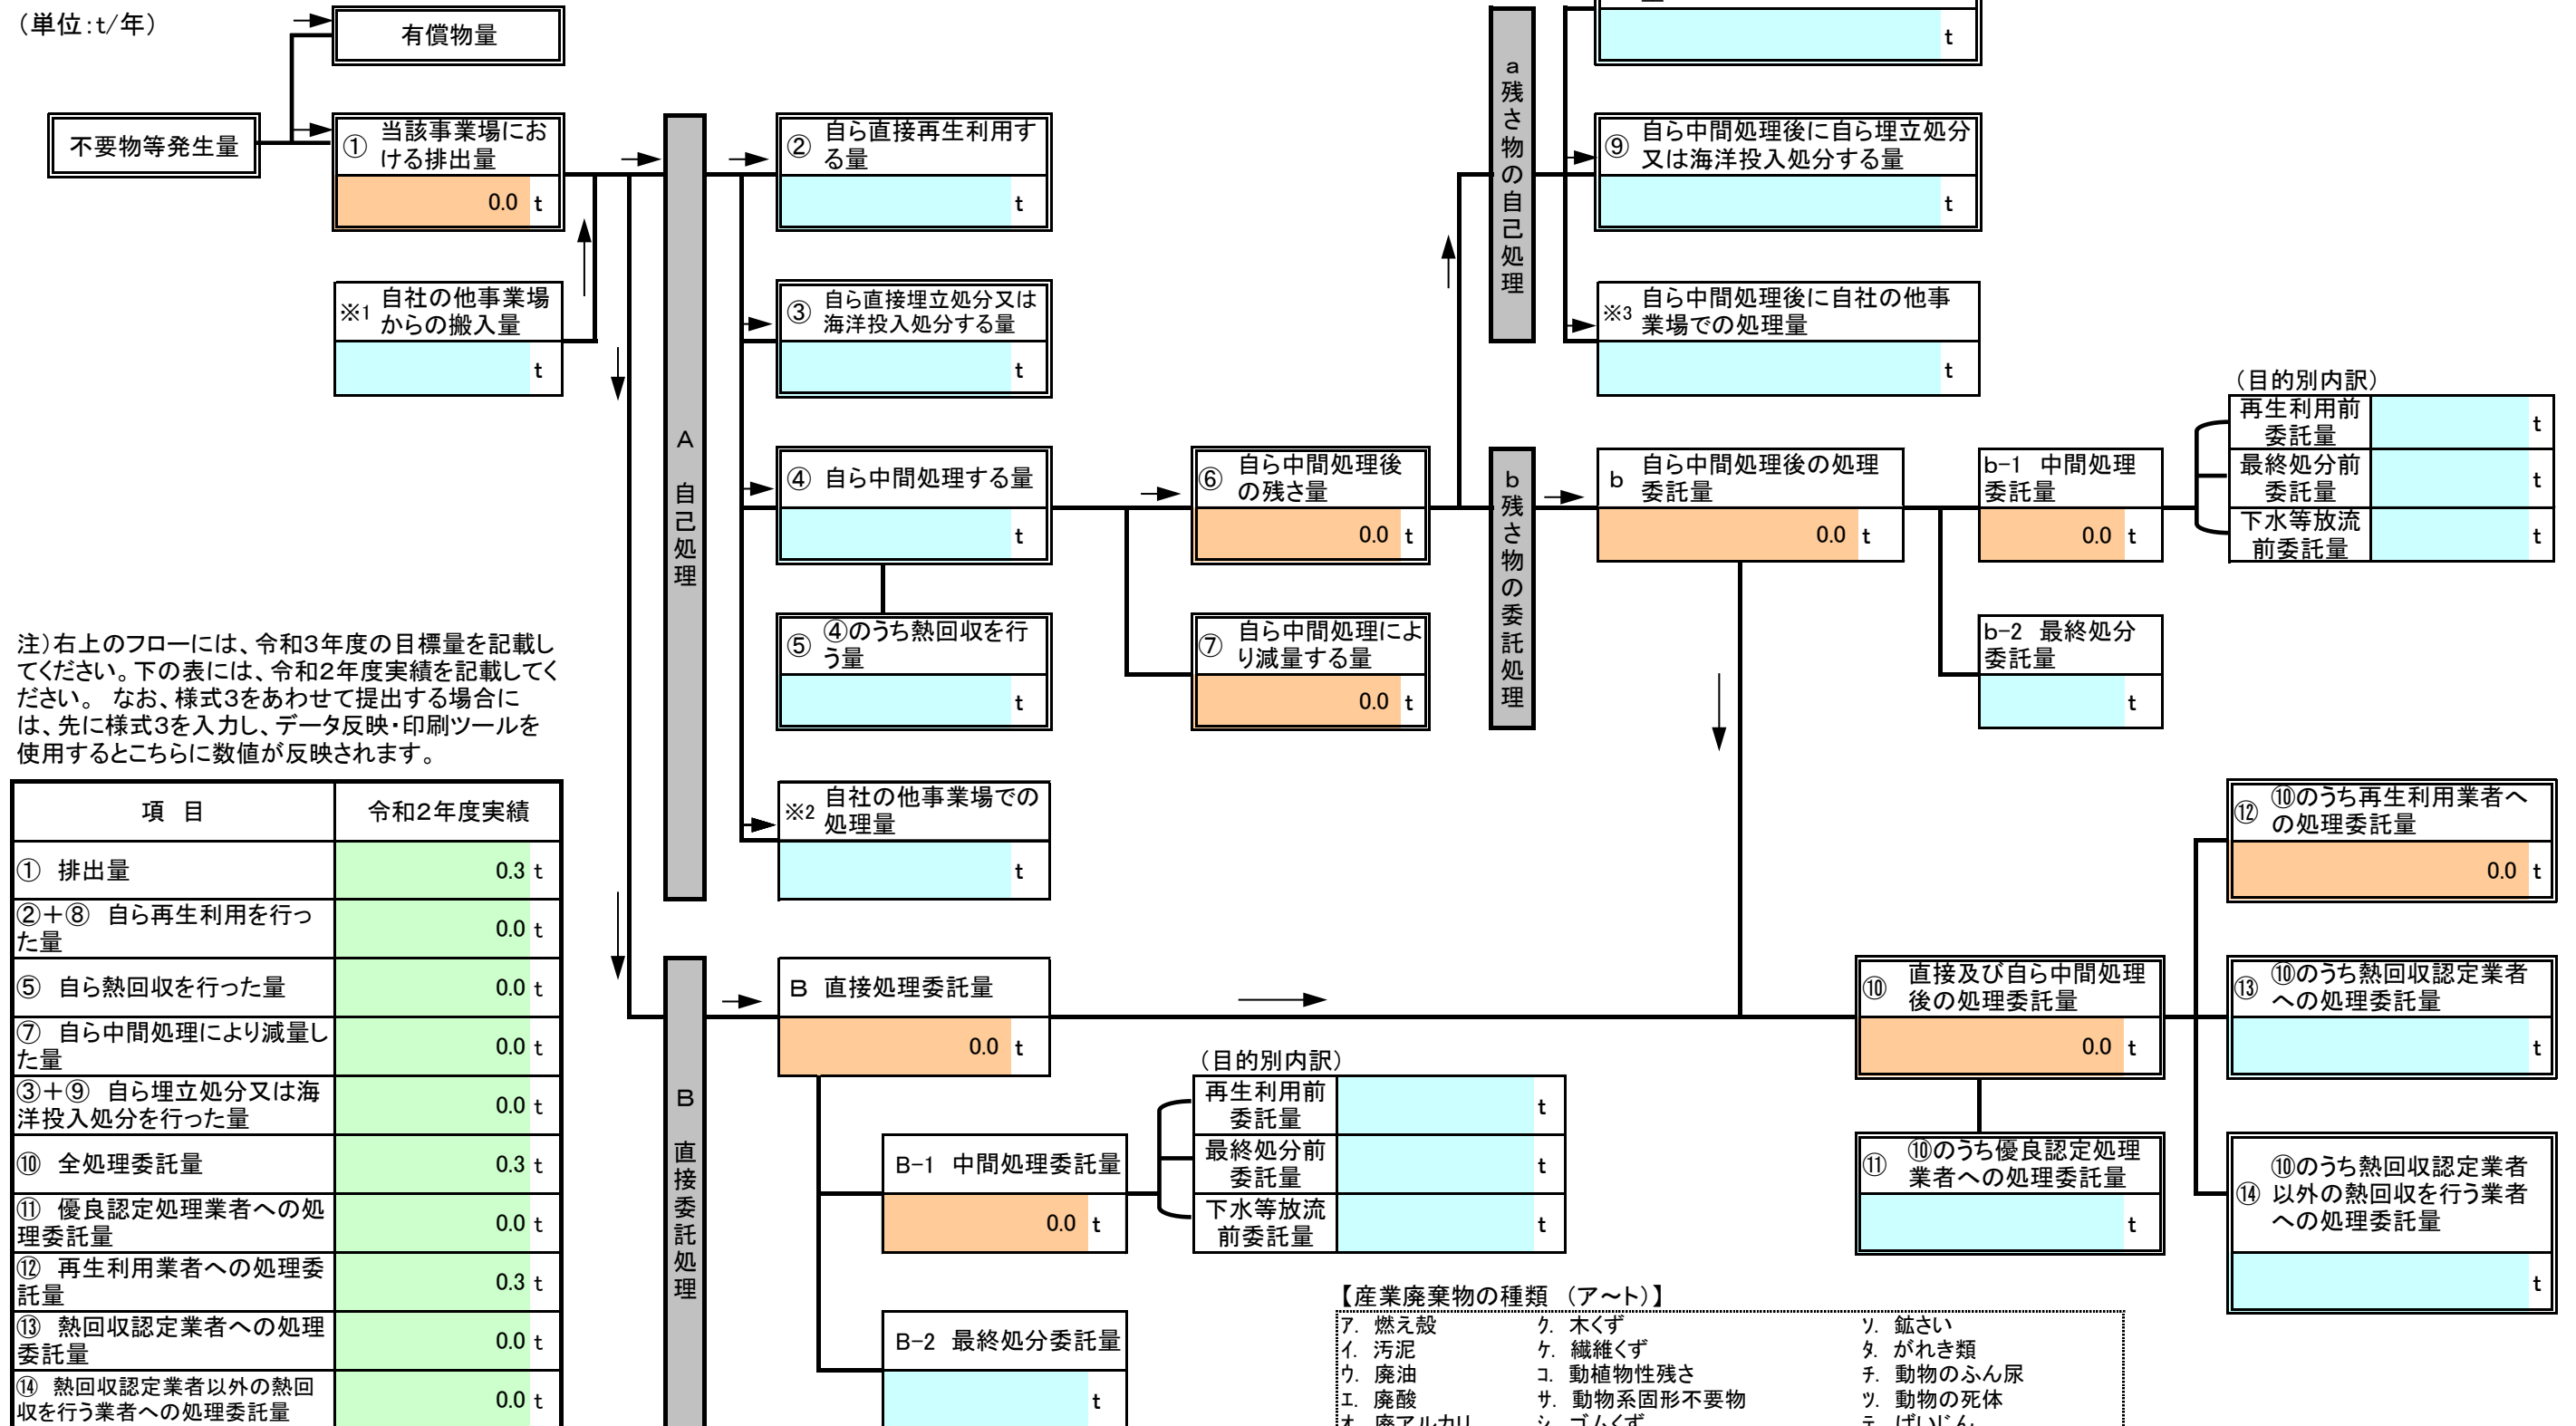 （単位：t/年）
有償物量
不要物等発生量
① 当該事業場にお
ける排出量
0.0 t
※1 自社の他事業場
からの搬入量
t
A 自己処理
② 自ら直接再生利用す
る量
t
③ 自ら直接埋立処分又は
海洋投入処分する量
t
④ 自ら中間処理する量
t
⑤ ④のうち熱回収を行
う量
t
※2 自社の他事業場での
処理量
t
⑥ 自ら中間処理後
の残さ量
0.0 t
⑦ 自ら中間処理によ
り減量する量
0.0 t
a 残さ物の自己処理
t
⑨ 自ら中間処理後に自ら埋立処分
又は海洋投入処分する量
t
※3 自ら中間処理後に自社の他事
業場での処理量
t
b 残さ物の委託処理
b 自ら中間処理後の処理
委託量
0.0 t
b-1 中間処理
委託量
0.0 t
（目的別内訳）
再生利用前
委託量
t
最終処分前
委託量
t
下水等放流
前委託量
t
b-2 最終処分
委託量
t
注）右上のフローには、令和3年度の目標量を記載し
てください。下の表には、令和2年度実績を記載してく
ださい。 なお、様式3をあわせて提出する場合に
は、先に様式3を入力し、データ反映・印刷ツールを
使用するとこちらに数値が反映されます。
項 目 令和2年度実績
① 排出量 0.3 t
②＋⑧ 自ら再生利用を行っ
た量
0.0 t
⑤ 自ら熱回収を行った量 0.0 t
⑦ 自ら中間処理により減量し
た量
0.0 t
③＋⑨ 自ら埋立処分又は海
洋投入処分を行った量
0.0 t
⑩ 全処理委託量 0.3 t
⑪ 優良認定処理業者への処
理委託量
0.0 t
⑫ 再生利用業者への処理委
託量
0.3 t
⑬ 熱回収認定業者への処理
委託量
0.0 t
⑭ 熱回収認定業者以外の熱回
収を行う業者への処理委託量
0.0 t
B 直接委託処理
B 直接処理委託量
0.0 t
B-1 中間処理委託量
0.0 t
（目的別内訳）
再生利用前
委託量
t
最終処分前
委託量
t
下水等放流
前委託量
t
B-2 最終処分委託量
t
⑩ 直接及び自ら中間処理
後の処理委託量
0.0 t
⑪ ⑩のうち優良認定処理
業者への処理委託量
t
⑫ ⑩のうち再生利用業者へ
の処理委託量
0.0 t
⑬ ⑩のうち熱回収認定業者
への処理委託量
t
⑭ ⑩のうち熱回収認定業者
以外の熱回収を行う業者
への処理委託量
t
【産業廃棄物の種類 （ア～ト）】
ア. 燃え殻 ク. 木くず ソ. 鉱さい
イ. 汚泥 ケ. 繊維くず タ. がれき類
ウ. 廃油 コ. 動植物性残さ チ. 動物のふん尿
エ. 廃酸 サ. 動物系固形不要物 ツ. 動物の死体
オ. 廃アルカリ シ. ゴムくず テ. ばいじん